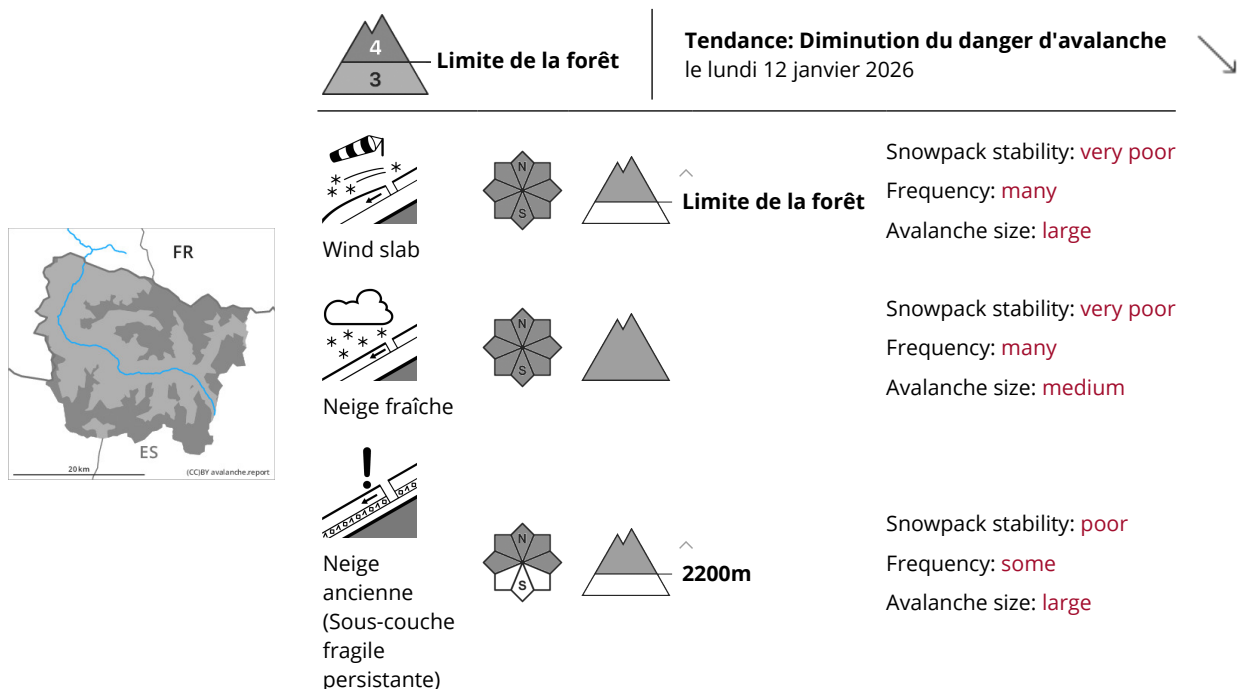 4
3
Limite de la forêt
Tendance: Diminution du danger d'avalanche
le lundi 12 janvier 2026
FR
ES
20 km
(CC)BY avalanche.report
Wind slab
N
S
Limite de la forêt
Snowpack stability: very poor
Frequency: many
Avalanche size: large
Neige fraîche
N
S
Snowpack stability: very poor
Frequency: many
Avalanche size: medium
Neige
ancienne
(Sous-couche
fragile
persistante)
N
S
2200m
Snowpack stability: poor
Frequency: some
Avalanche size: large